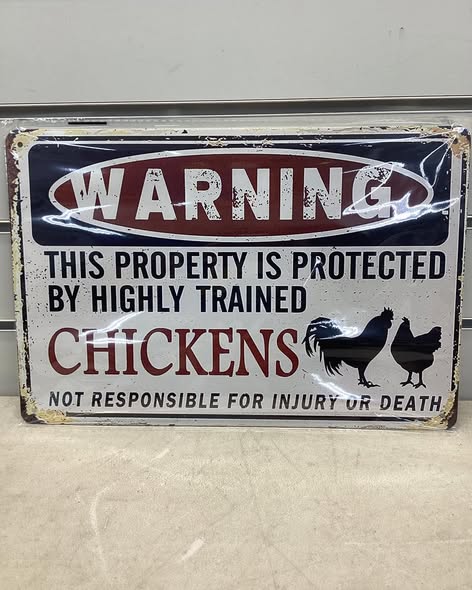 WARNING
THIS PROPERTY IS PROTECTED
BY HIGHLY TRAINED
CHICKENS
NOT RESPONSIBLE FOR INJURY OR DEATH